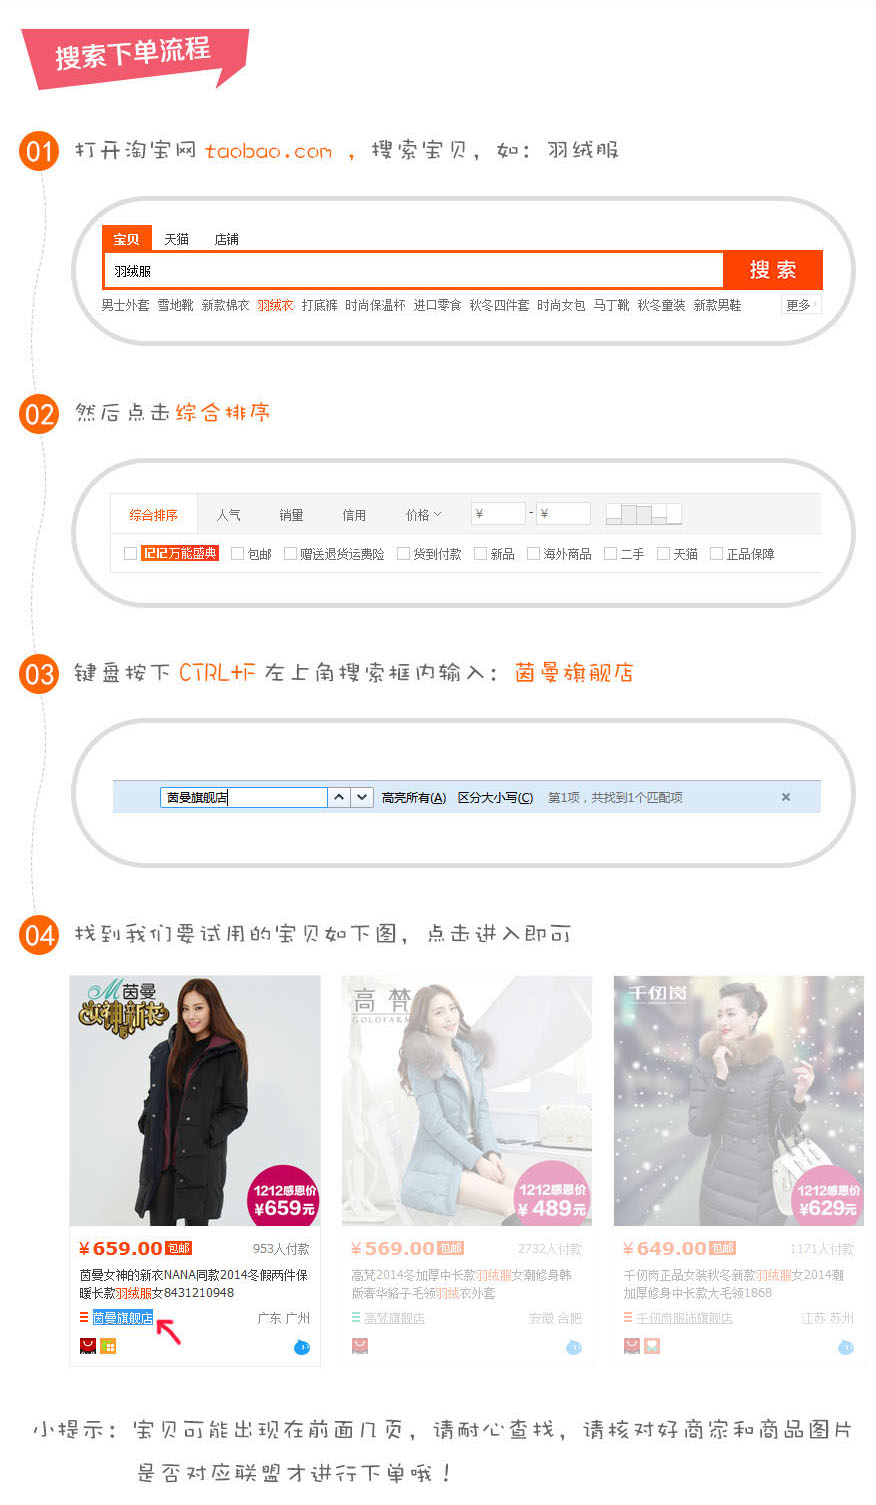 搜索下单流程
01 打开淘宝网 taobao.com ，搜索宝贝，如：羽绒服
宝贝 天猫 店铺
羽绒服 搜索
男士外套 雪地靴 新款棉衣 羽绒衣 打底裤 时尚保温杯 进口零食 秋冬四件套 时尚女包 马丁靴 秋冬童装 新款男鞋 更多
02 然后点击综合排序
综合排序 人气 销量 信用 价格 ¥ - ¥
1212万能盛典 包邮 赠送退货运费险 货到付款 新品 海外商品 二手 天猫 正品保障
03 键盘按下 CTRL+F 左上角搜索框内输入：茵曼旗舰店
茵曼旗舰店 高亮所有(A) 区分大小写(C) 第1项，共找到1个匹配项 ×
04 找到我们要试用的宝贝如下图，点击进入即可
M茵曼
女神新衣
1212感恩价
¥659元
¥659.00 包邮 953人付款
茵曼女神的新衣NANA同款2014冬假两件保
暖长款羽绒服女8431210948
茵曼旗舰店 广东 广州
高梵
GOLDFARM
1212感恩价
¥ 489元
¥569.00 包邮 2732人付款
高梵2014冬加厚中长款羽绒服女潮修身韩
版奢华貉子毛领羽绒衣外套
高梵旗舰店 安徽 合肥
千仞岗
1212感恩价
¥629元
¥649.00 包邮 1171人付款
千仞岗正品女装秋冬新款羽绒服女2014潮
加厚修身中长款大毛领1868
千仞岗服饰旗舰店 江苏 苏州
小提示：宝贝可能出现在前面几页，请耐心查找，请核对好商家和商品图片
是否对应联盟才进行下单哦！